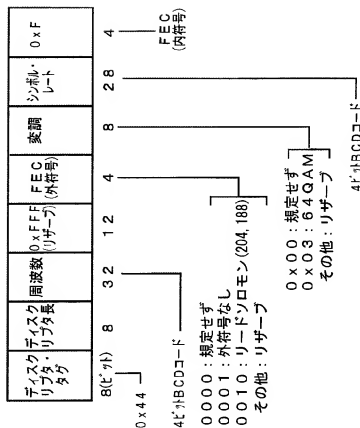 ディスクリプタ・タグ
ディスクリプタ長
周波数
0xFFF(リザーブ)
FEC(外符号)
変調
シンボル・レート
0xF
8(ビット)
8
32
12
4
8
28
4
0x44
4ビットBCDコード
0000:規定せず
0001:外符号なし
0010:リードソロモン(204,188)
その他:リザーブ
0x00:規定せず
0x03:64QAM
その他:リザーブ
4ビットBCDコード
FEC
(内符号)